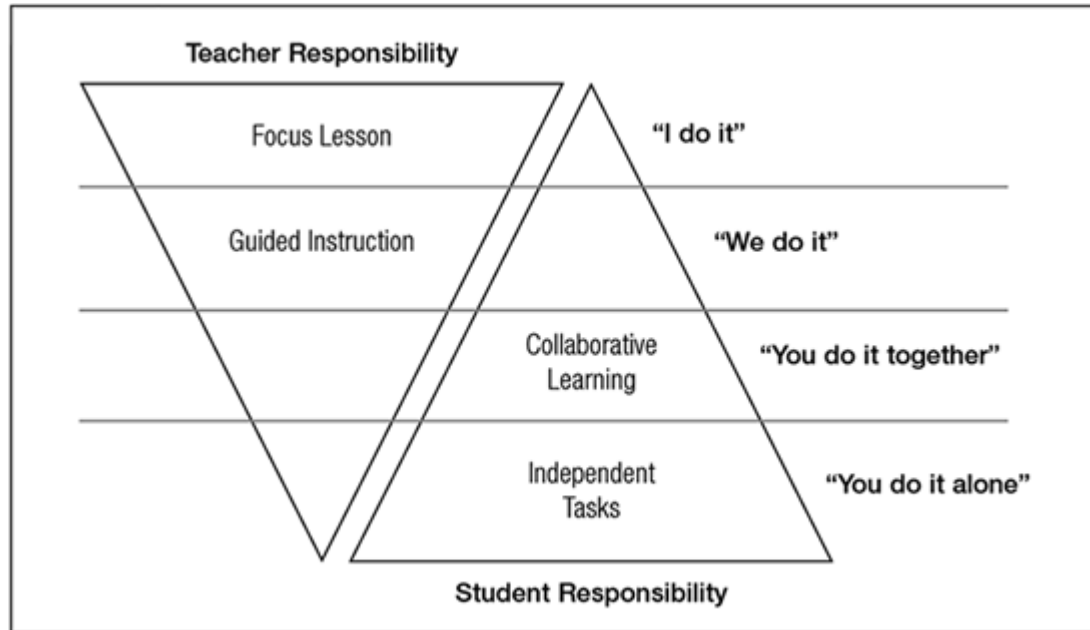 Teacher Responsibility
Focus Lesson
“I do it”
Guided Instruction
“We do it”
Collaborative
Learning
“You do it together”
Independent
Tasks
“You do it alone”
Student Responsibility